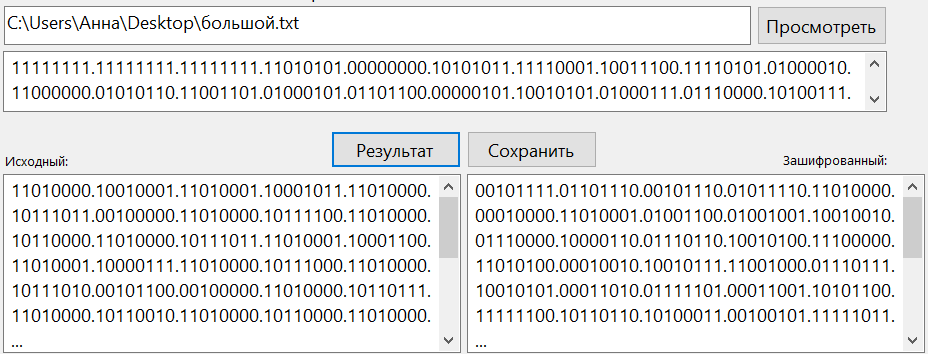 C:\Users\Анна\Desktop\большой.txt
Просмотреть
11111111.11111111.11111111.11010101.00000000.10101011.11110001.10011100.11110101.01000010.
11000000.01010110.11001101.01000101.01101100.00000101.10010101.01000111.01110000.10100111.
Результат
Сохранить
Исходный:
Зашифрованный:
11010000.10010001.11010001.10001011.11010000.
10111011.00100000.11010000.10111100.11010000.
10110000.11010000.10111011.11010001.10001100.
11010001.10000111.11010000.10111000.11010000.
10111010.00101100.00100000.11010000.10110111.
11010000.10110010.11010000.10110000.11010000.
...
00101111.01101110.00101110.01011110.11010000.
00010000.11010001.01001100.01001001.10010010.
01110000.10000110.01110110.10010100.11100000.
11010100.00010010.10010111.11001000.01110111.
10010101.00011010.01111101.00011001.10101100.
11111100.10110110.10100011.00100101.11111011.
...